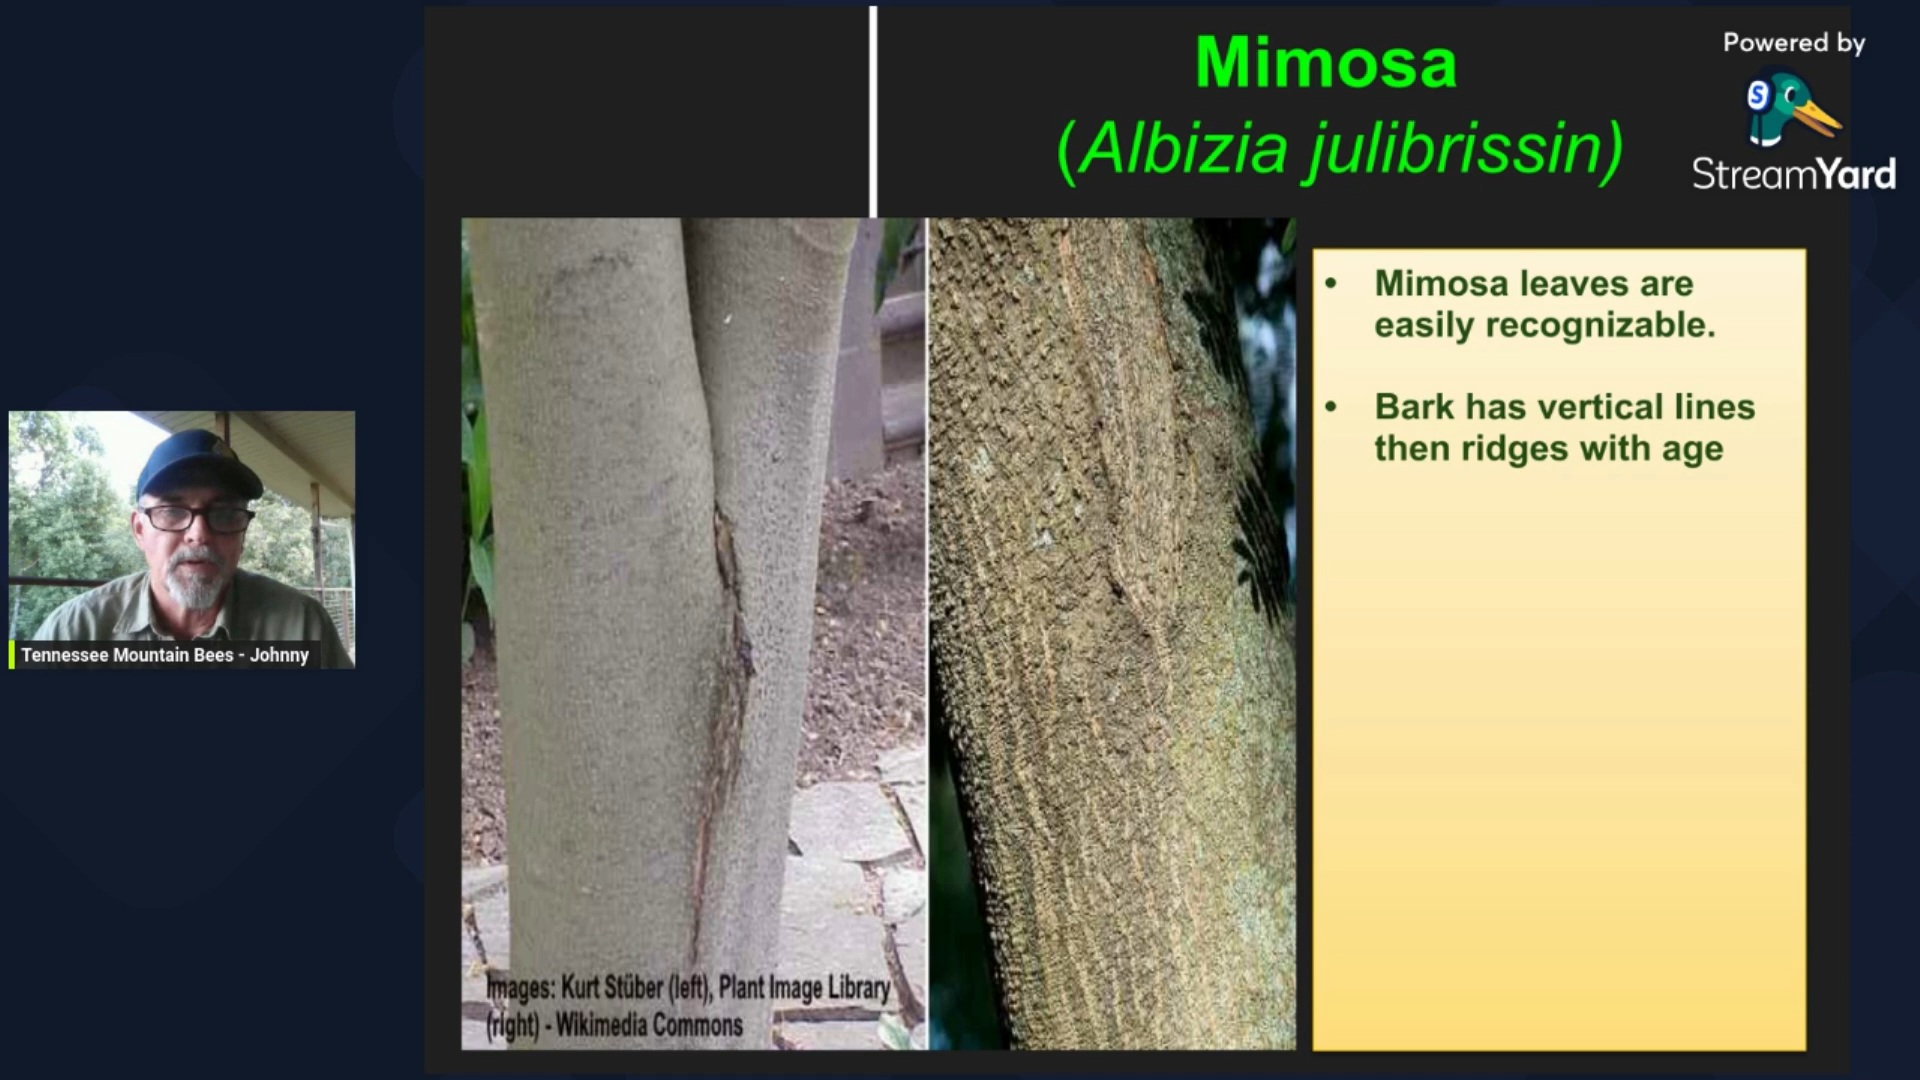 Mimosa
(Albizia julibrissin)
Powered by
S
StreamYard
• Mimosa leaves are
easily recognizable.
• Bark has vertical lines
then ridges with age
Tennessee Mountain Bees - Johnny
Images: Kurt Stüber (left), Plant Image Library
(right) - Wikimedia Commons